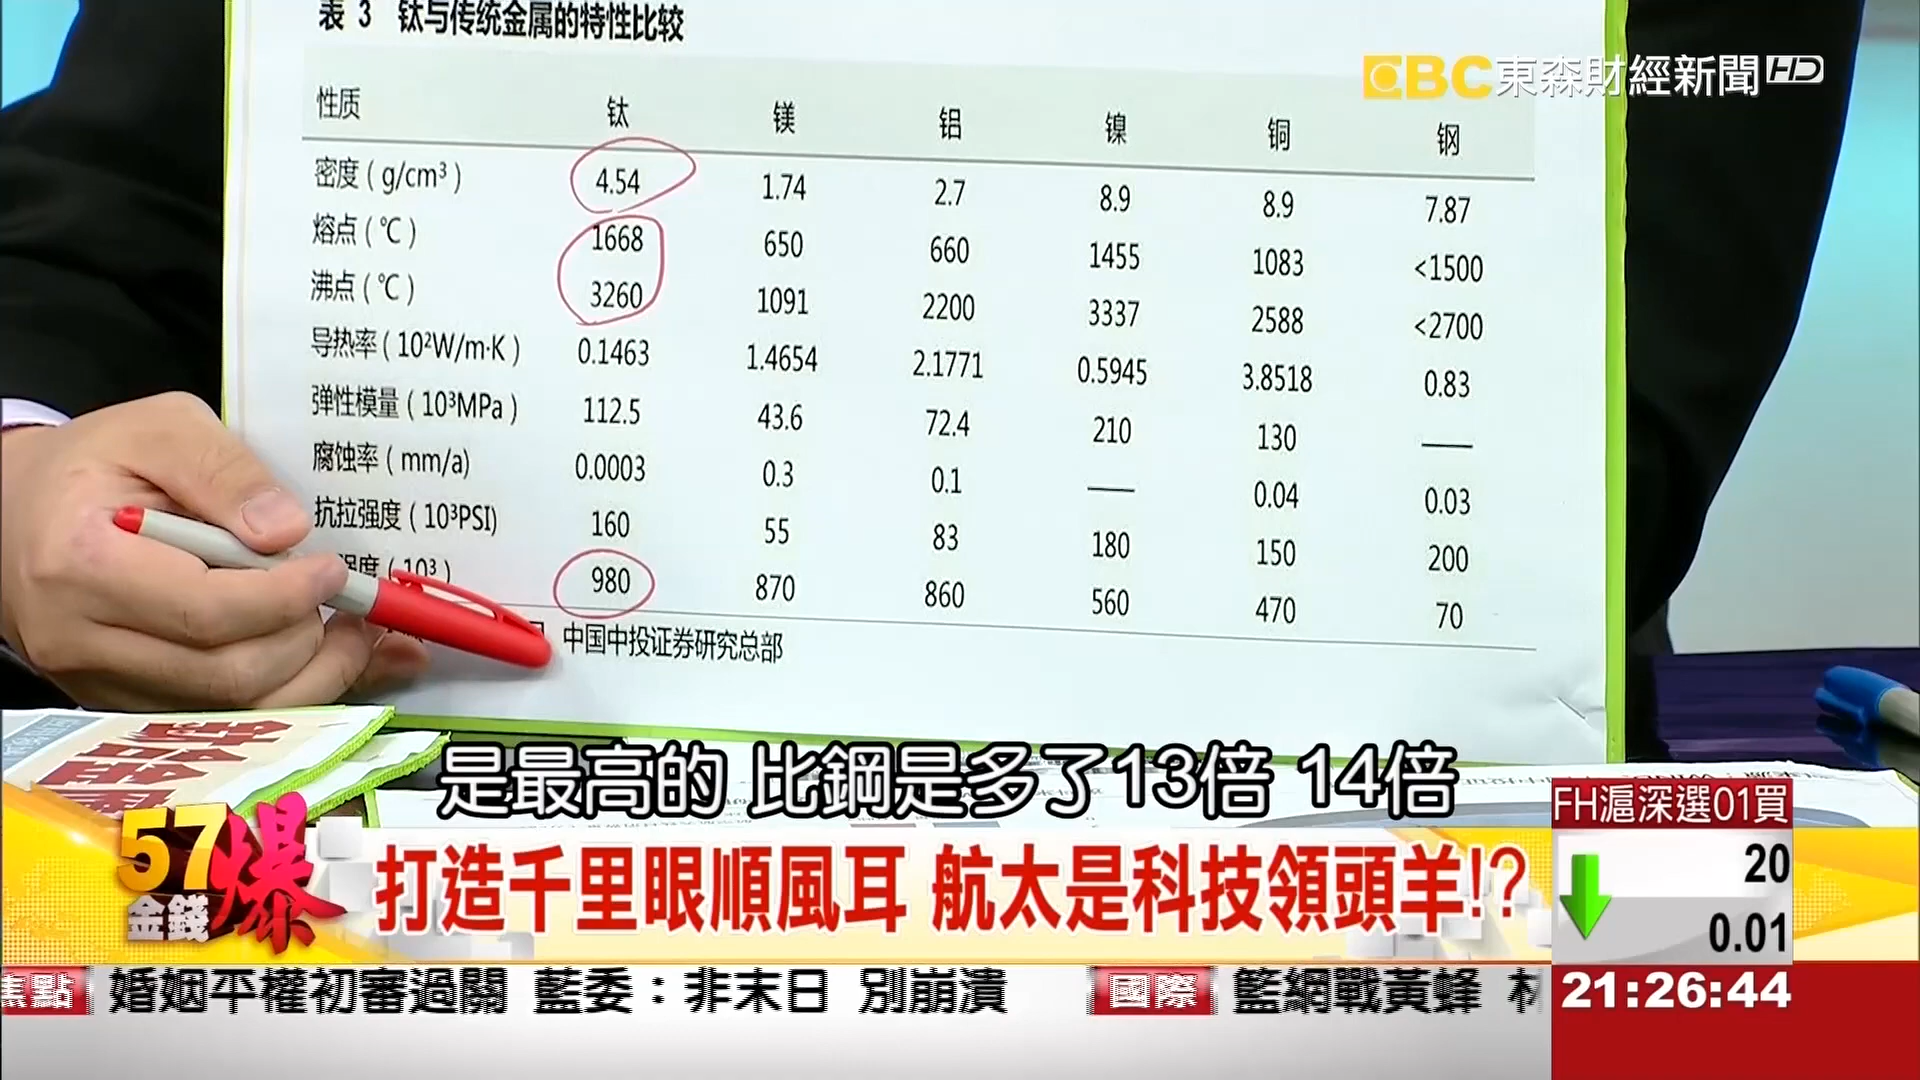 表 3 钛与传统金属的特性比较
EBC東森財經新聞HD
性质 钛 镁 铝 镍 铜 钢
密度 ( g/cm³ ) 4.54 1.74 2.7 8.9 8.9 7.87
熔点 ( ℃ ) 1668 650 660 1455 1083 <1500
沸点 ( ℃ ) 3260 1091 2200 3337 2588 <2700
导热率 ( 10²W/m·K ) 0.1463 1.4654 2.1771 0.5945 3.8518 0.83
弹性模量 ( 10³MPa ) 112.5 43.6 72.4 210 130 ——
腐蚀率 ( mm/a) 0.0003 0.3 0.1 —— 0.04 0.03
抗拉强度 ( 10³PSI) 160 55 83 180 150 200
强度 ( 10³ ) 980 870 860 560 470 70
中国中投证券研究总部
是最高的 比鋼是多了13倍 14倍
57金錢爆
打造千里眼順風耳 航太是科技領頭羊!?
FH滬深選01買
20
0.01
焦點 婚姻平權初審過關 藍委：非末日 別崩潰 國際 籃網戰黃蜂 林
21:26:44